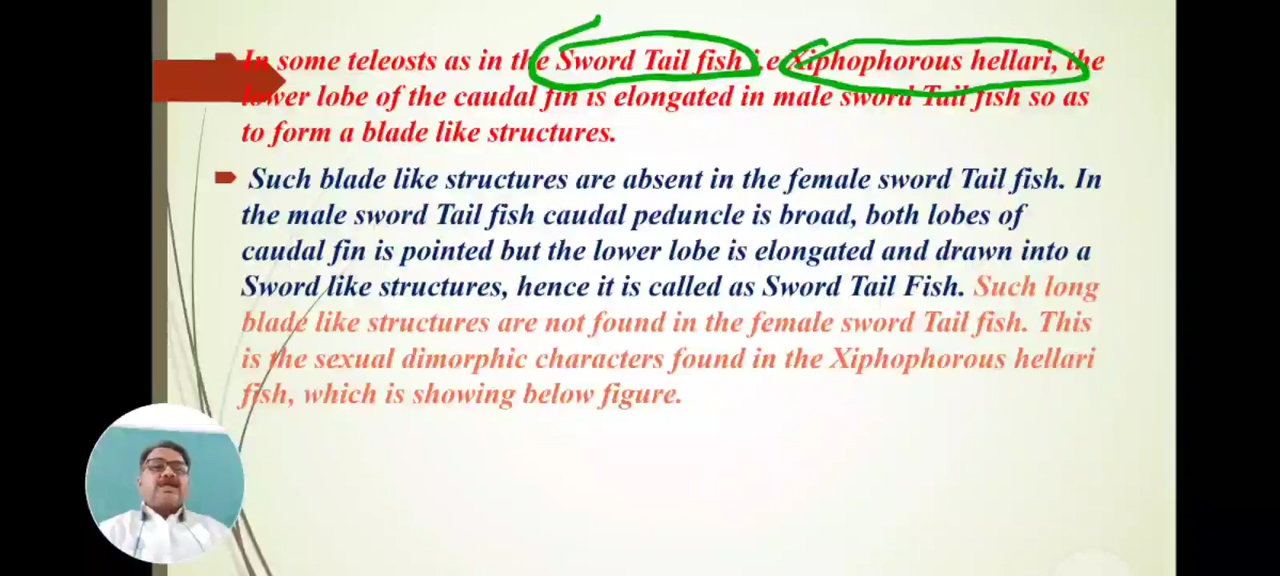 In some teleosts as in the Sword Tail fish i.e Xiphophorous hellari, the
lower lobe of the caudal fin is elongated in male sword Tail fish so as
to form a blade like structures.
Such blade like structures are absent in the female sword Tail fish. In
the male sword Tail fish caudal peduncle is broad, both lobes of
caudal fin is pointed but the lower lobe is elongated and drawn into a
Sword like structures, hence it is called as Sword Tail Fish. Such long
blade like structures are not found in the female sword Tail fish. This
is the sexual dimorphic characters found in the Xiphophorous hellari
fish, which is showing below figure.